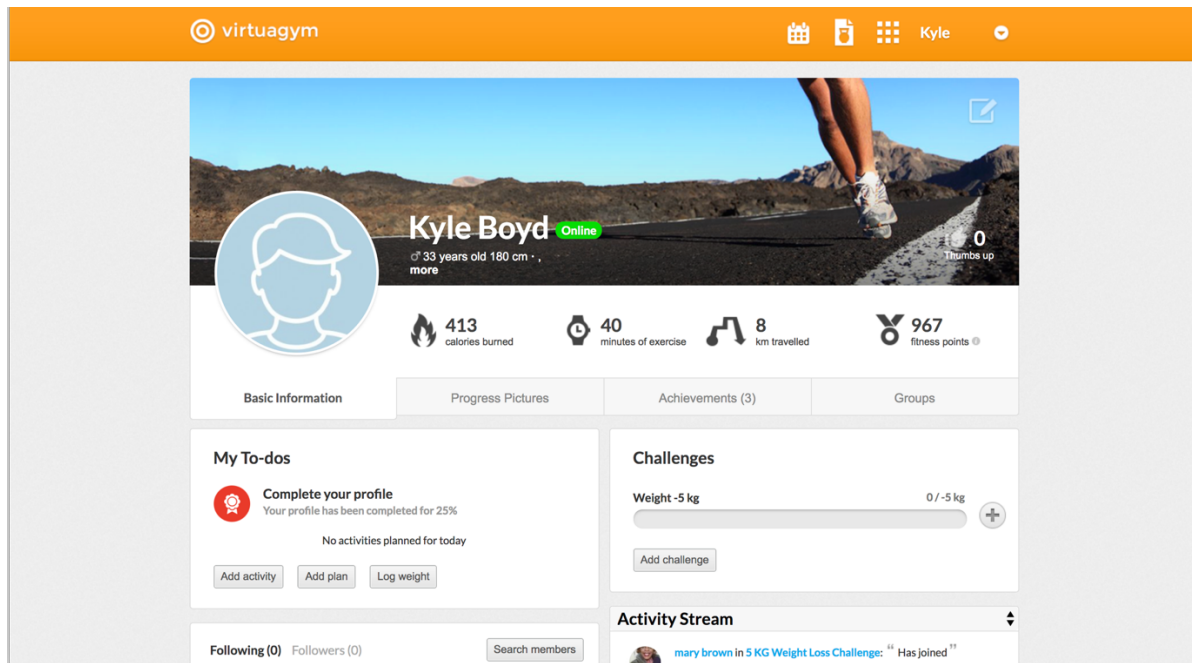 virtuagym
Kyle
Kyle Boyd Online
♂ 33 years old 180 cm · ,
more
0
Thumbs up
413
calories burned
40
minutes of exercise
8
km travelled
967
fitness points
Basic Information
Progress Pictures
Achievements (3)
Groups
My To-dos
Complete your profile
Your profile has been completed for 25%
No activities planned for today
Add activity
Add plan
Log weight
Challenges
Weight -5 kg
0 / -5 kg
Add challenge
Following (0) Followers (0)
Search members
Activity Stream
mary brown in 5 KG Weight Loss Challenge: “ Has joined ”